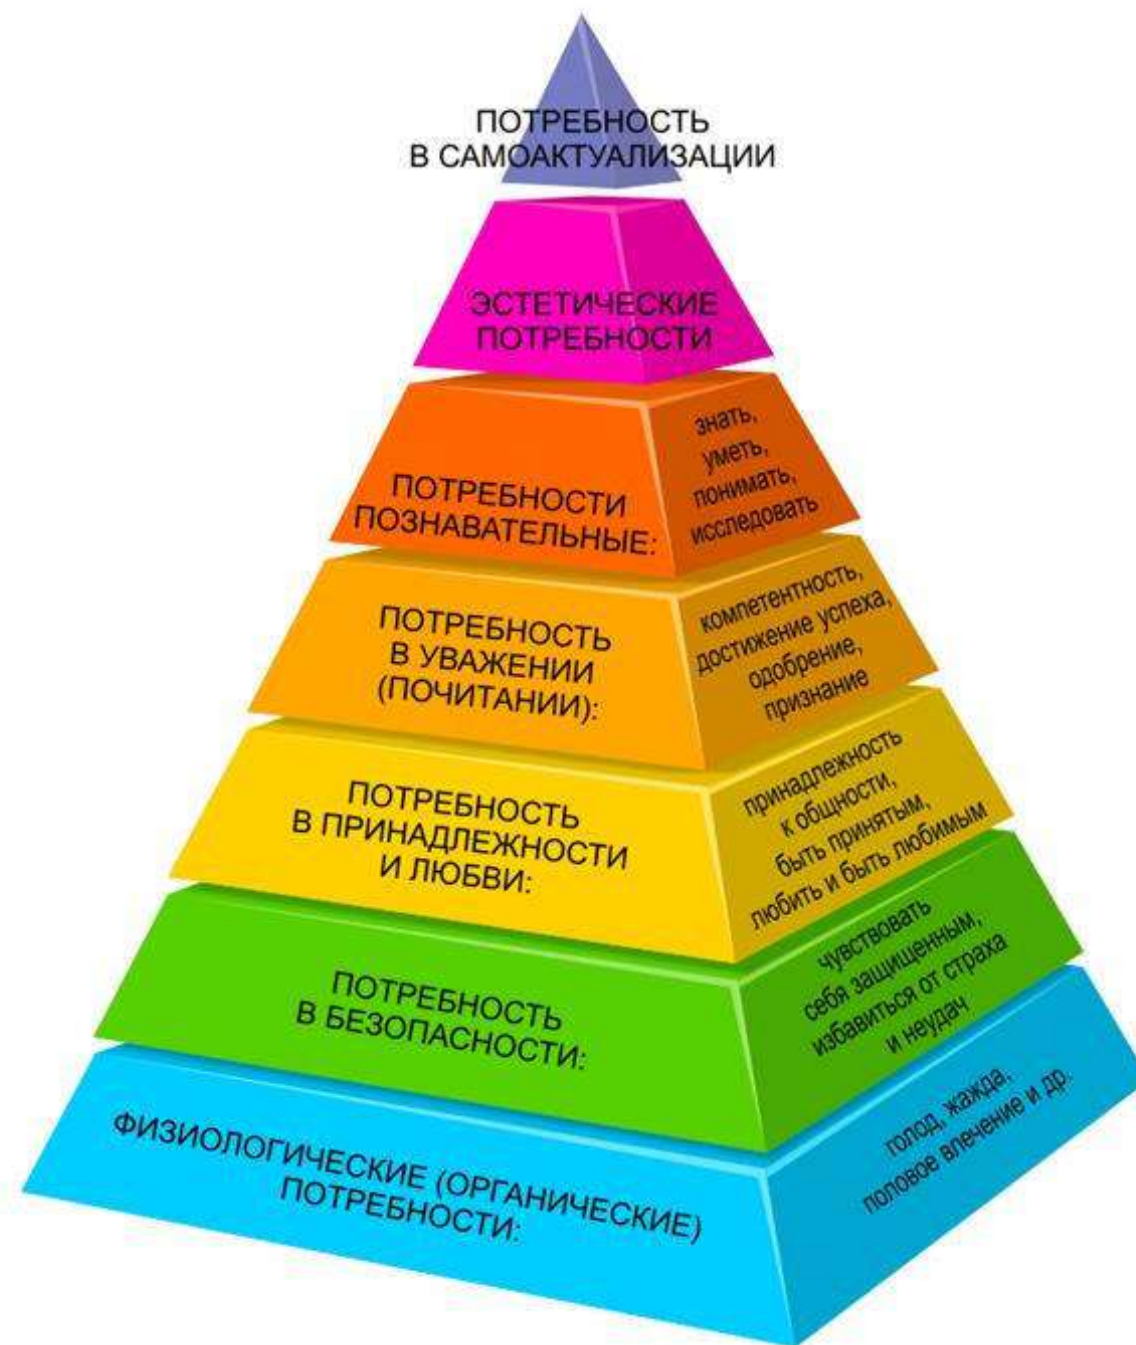 ПОТРЕБНОСТЬ
В САМОАКТУАЛИЗАЦИИ
ЭСТЕТИЧЕСКИЕ
ПОТРЕБНОСТИ
ПОТРЕБНОСТИ
ПОЗНАВАТЕЛЬНЫЕ:
знать,
уметь,
понимать,
исследовать
ПОТРЕБНОСТЬ
В УВАЖЕНИИ
(ПОЧИТАНИИ):
компетентность,
достижение успеха,
одобрение,
признание
ПОТРЕБНОСТЬ
В ПРИНАДЛЕЖНОСТИ
И ЛЮБВИ:
принадлежность
к общности,
быть принятым,
любить и быть любимым
ПОТРЕБНОСТЬ
В БЕЗОПАСНОСТИ:
чувствовать
себя защищенным,
избавиться от страха
и неудач
ФИЗИОЛОГИЧЕСКИЕ (ОРГАНИЧЕСКИЕ)
ПОТРЕБНОСТИ:
голод, жажда,
половое влечение и др.